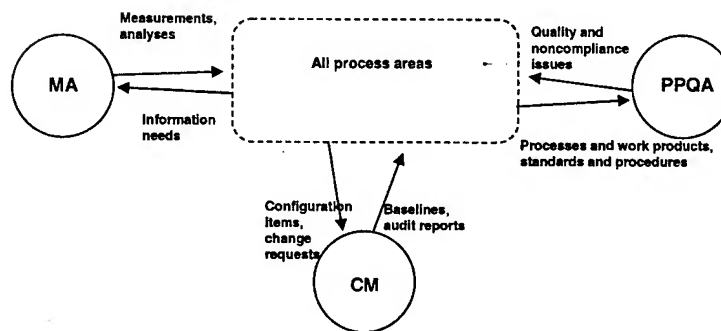 Measurements,
analyses
MA
Information
needs
All process areas
Quality and
noncompliance
issues
PPQA
Processes and work products,
standards and procedures
Configuration
items,
change
requests
Baselines,
audit reports
CM